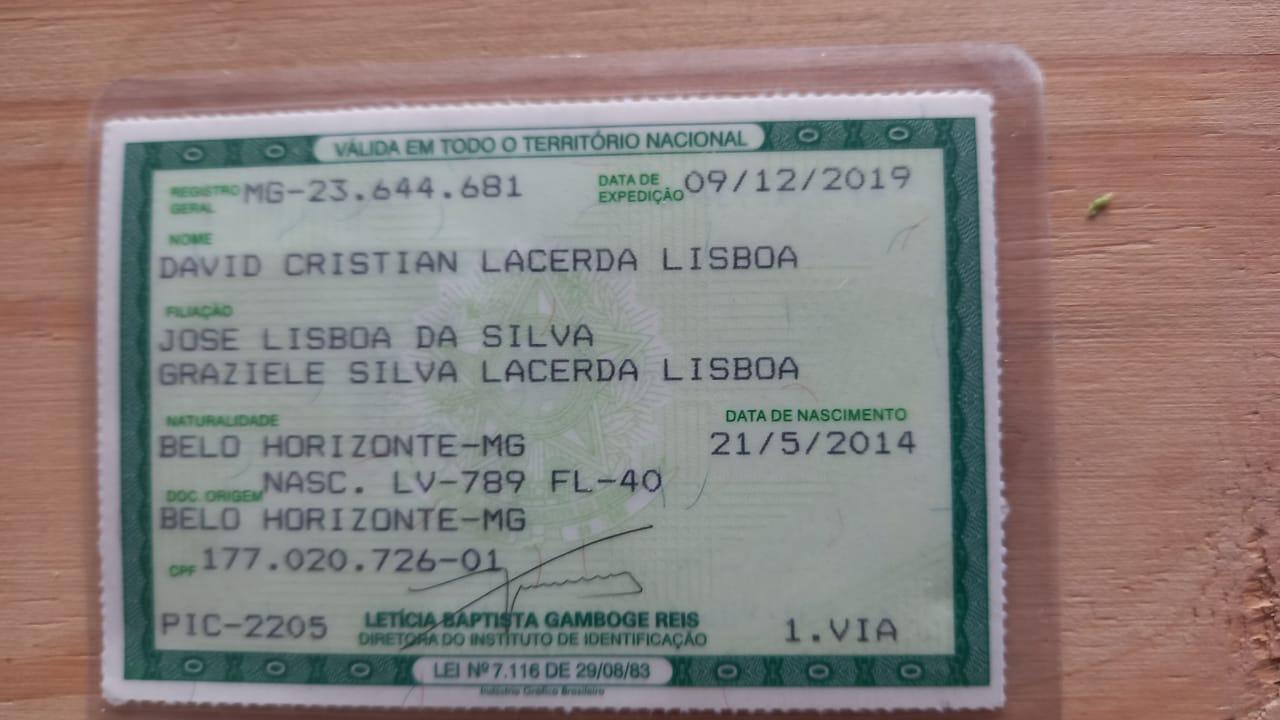 VÁLIDA EM TODO O TERRITÓRIO NACIONAL
REGISTRO GERAL MG-23.644.681 DATA DE EXPEDIÇÃO 09/12/2019
NOME
DAVID CRISTIAN LACERDA LISBOA
FILIAÇÃO
JOSE LISBOA DA SILVA
GRAZIELE SILVA LACERDA LISBOA
NATURALIDADE DATA DE NASCIMENTO
BELO HORIZONTE-MG 21/5/2014
DOC. ORIGEM NASC. LV-789 FL-40
BELO HORIZONTE-MG
CPF 177.020.726-01
PIC-2205 LETÍCIA BAPTISTA GAMBOGE REIS 1.VIA
DIRETORA DO INSTITUTO DE IDENTIFICAÇÃO
LEI Nº 7.116 DE 29/08/83
Indústria Gráfica Brasileira